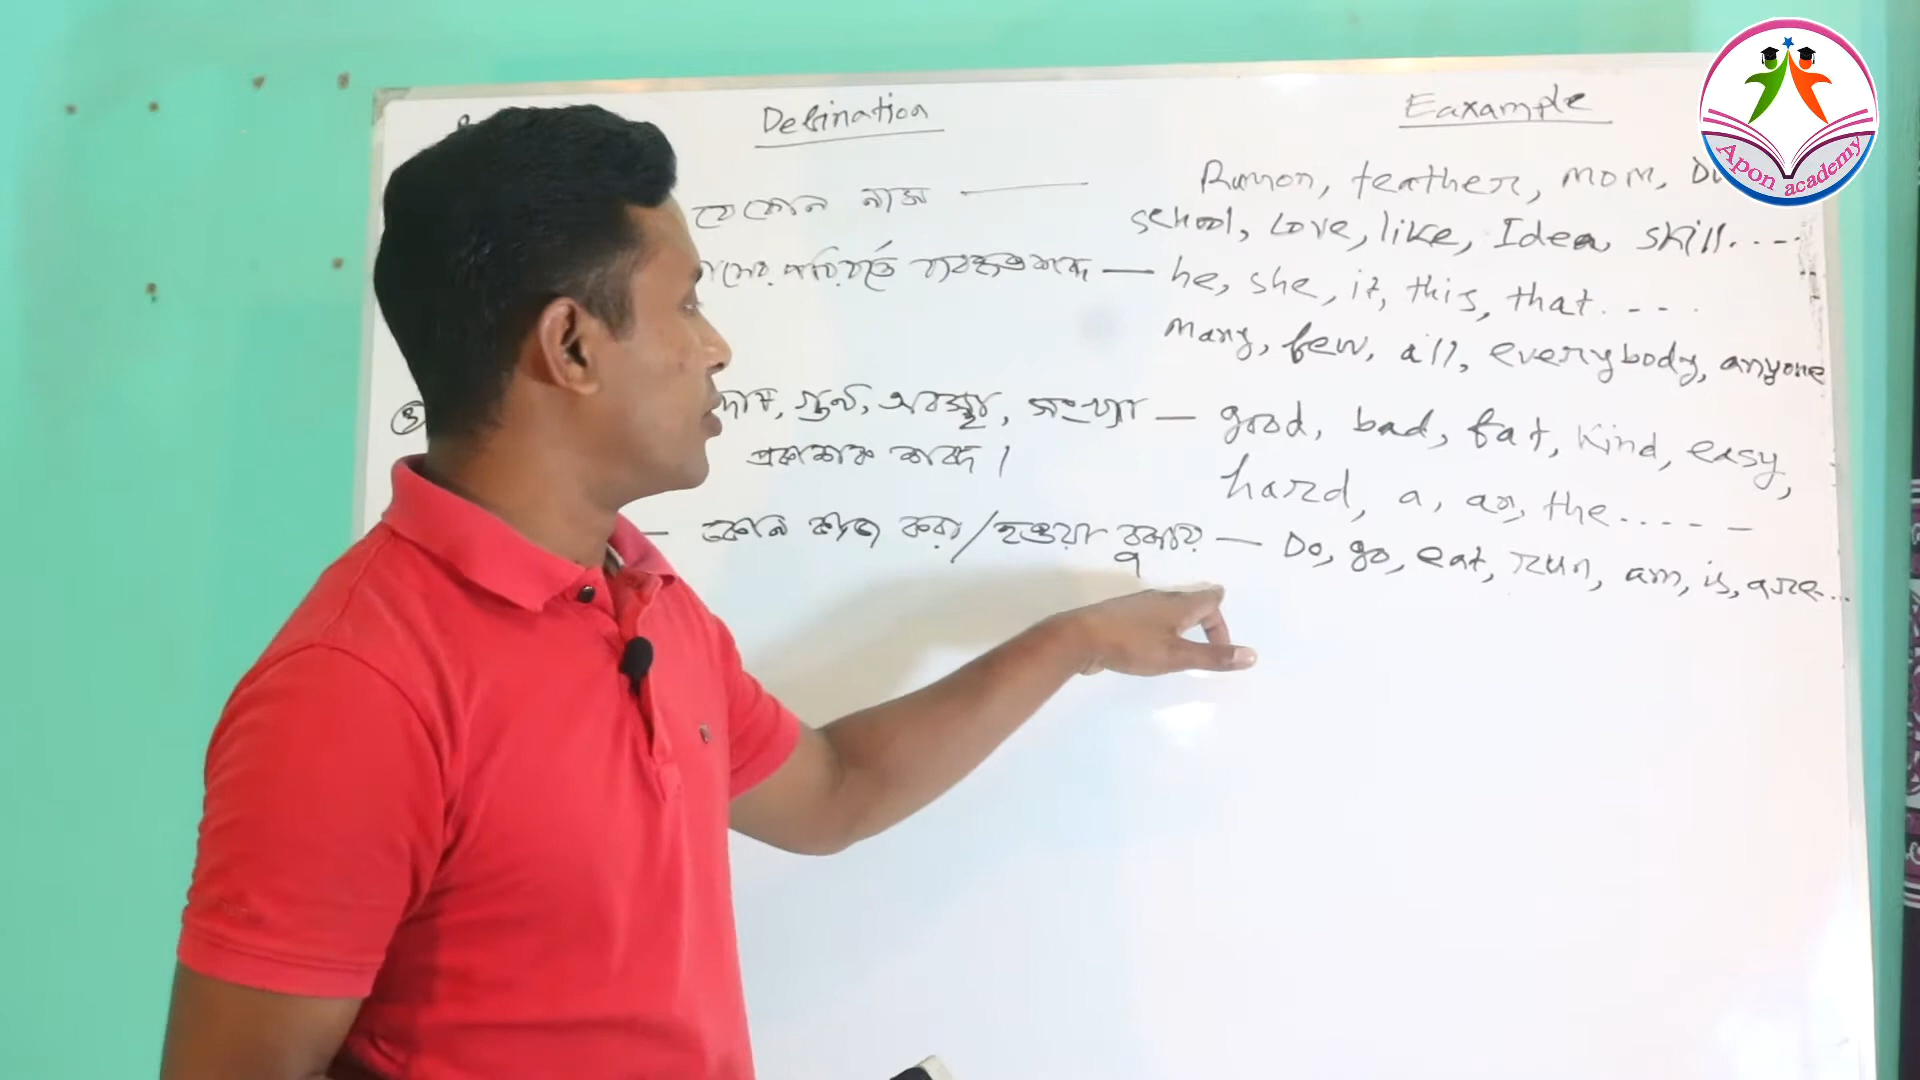 Defination Eaxample
যেকোন নাম — Rumon, teather, mom,
school, Love, like, Idea, skill....
পরিবর্তে ব্যবহৃত শব্দ — he, she, it, this, that. - - - .
many, few, all, everybody, anyone
৩ দোষ, গুন, অবস্থা, সংখ্যা — good, bad, fat, Kind, easy,
প্রকাশক শব্দ। hard, a, an, the.....
— কোন কাজ করা/হওয়া বুঝায় — Do, go, eat, run, am, is, are...
Apon academy